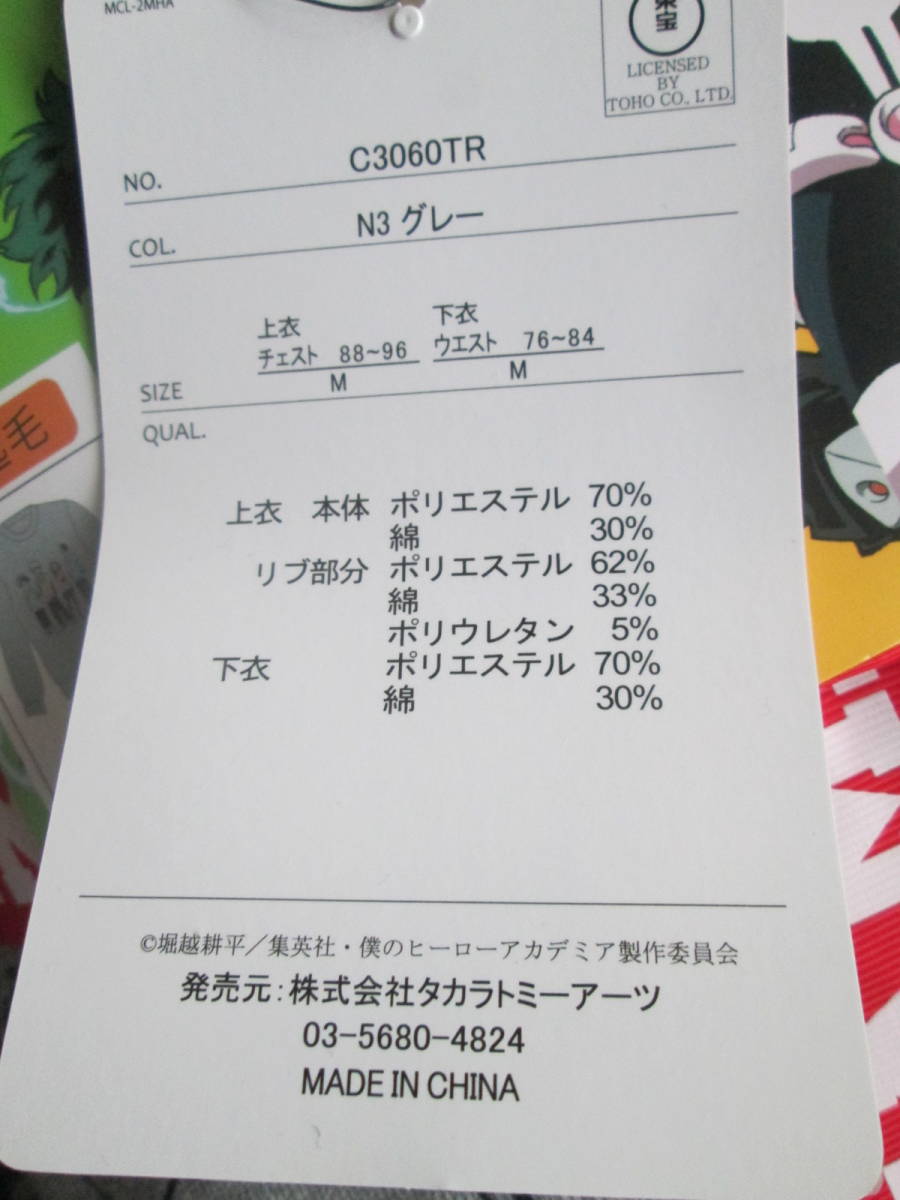 MCL-2MHA
東宝
LICENSED
BY
TOHO CO., LTD.
NO. C3060TR
COL. N3 グレー
上衣 下衣
チェスト 88~96 ウエスト 76~84
SIZE M M
QUAL.
上衣 本体 ポリエステル 70%
綿 30%
リブ部分 ポリエステル 62%
綿 33%
ポリウレタン 5%
下衣 ポリエステル 70%
綿 30%
©堀越耕平／集英社・僕のヒーローアカデミア製作委員会
発売元：株式会社タカラトミーアーツ
03-5680-4824
MADE IN CHINA
毛